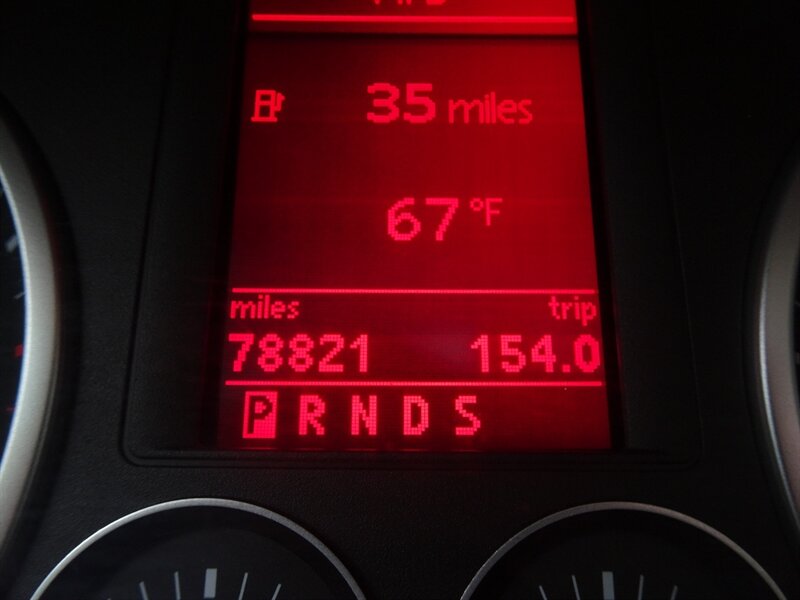 35 miles
67 °F
miles trip
78821 154.0
P R N D S